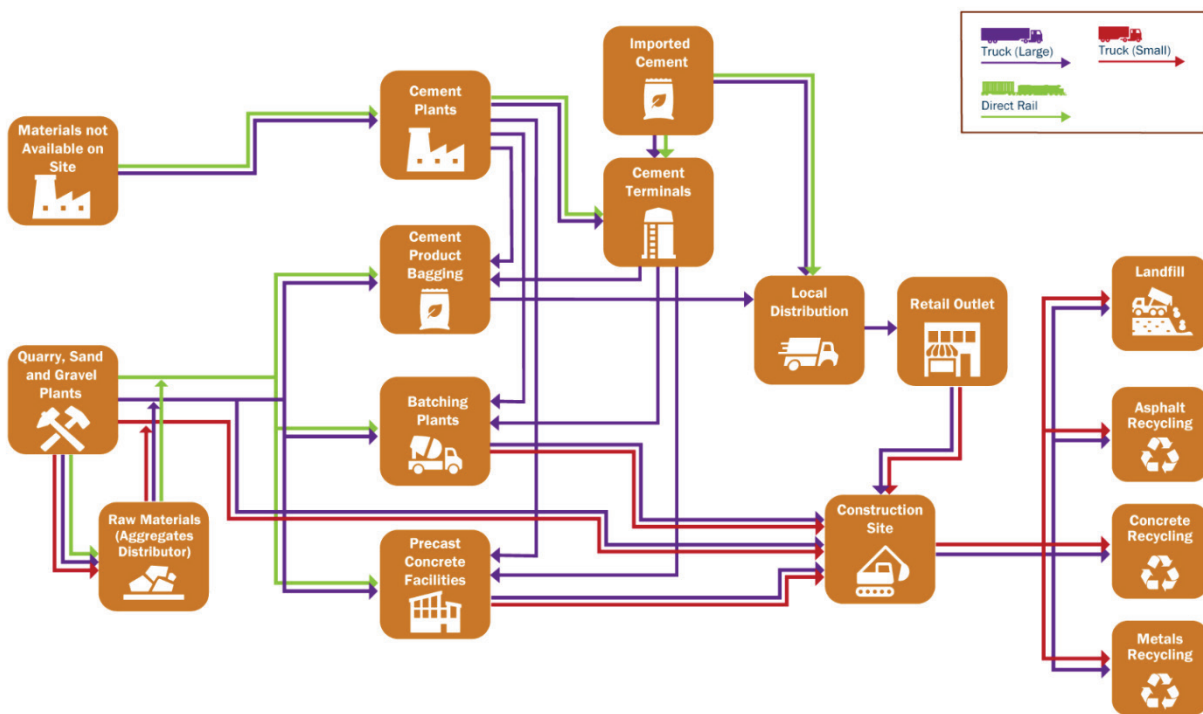 Imported
Cement
Truck (Large)
Truck (Small)
Direct Rail
Cement
Plants
Materials not
Available on
Site
Cement
Terminals
Cement
Product
Bagging
Local
Distribution
Retail Outlet
Landfill
Quarry, Sand
and Gravel
Plants
Batching
Plants
Asphalt
Recycling
Raw Materials
(Aggregates
Distributor)
Precast
Concrete
Facilities
Construction
Site
Concrete
Recycling
Metals
Recycling